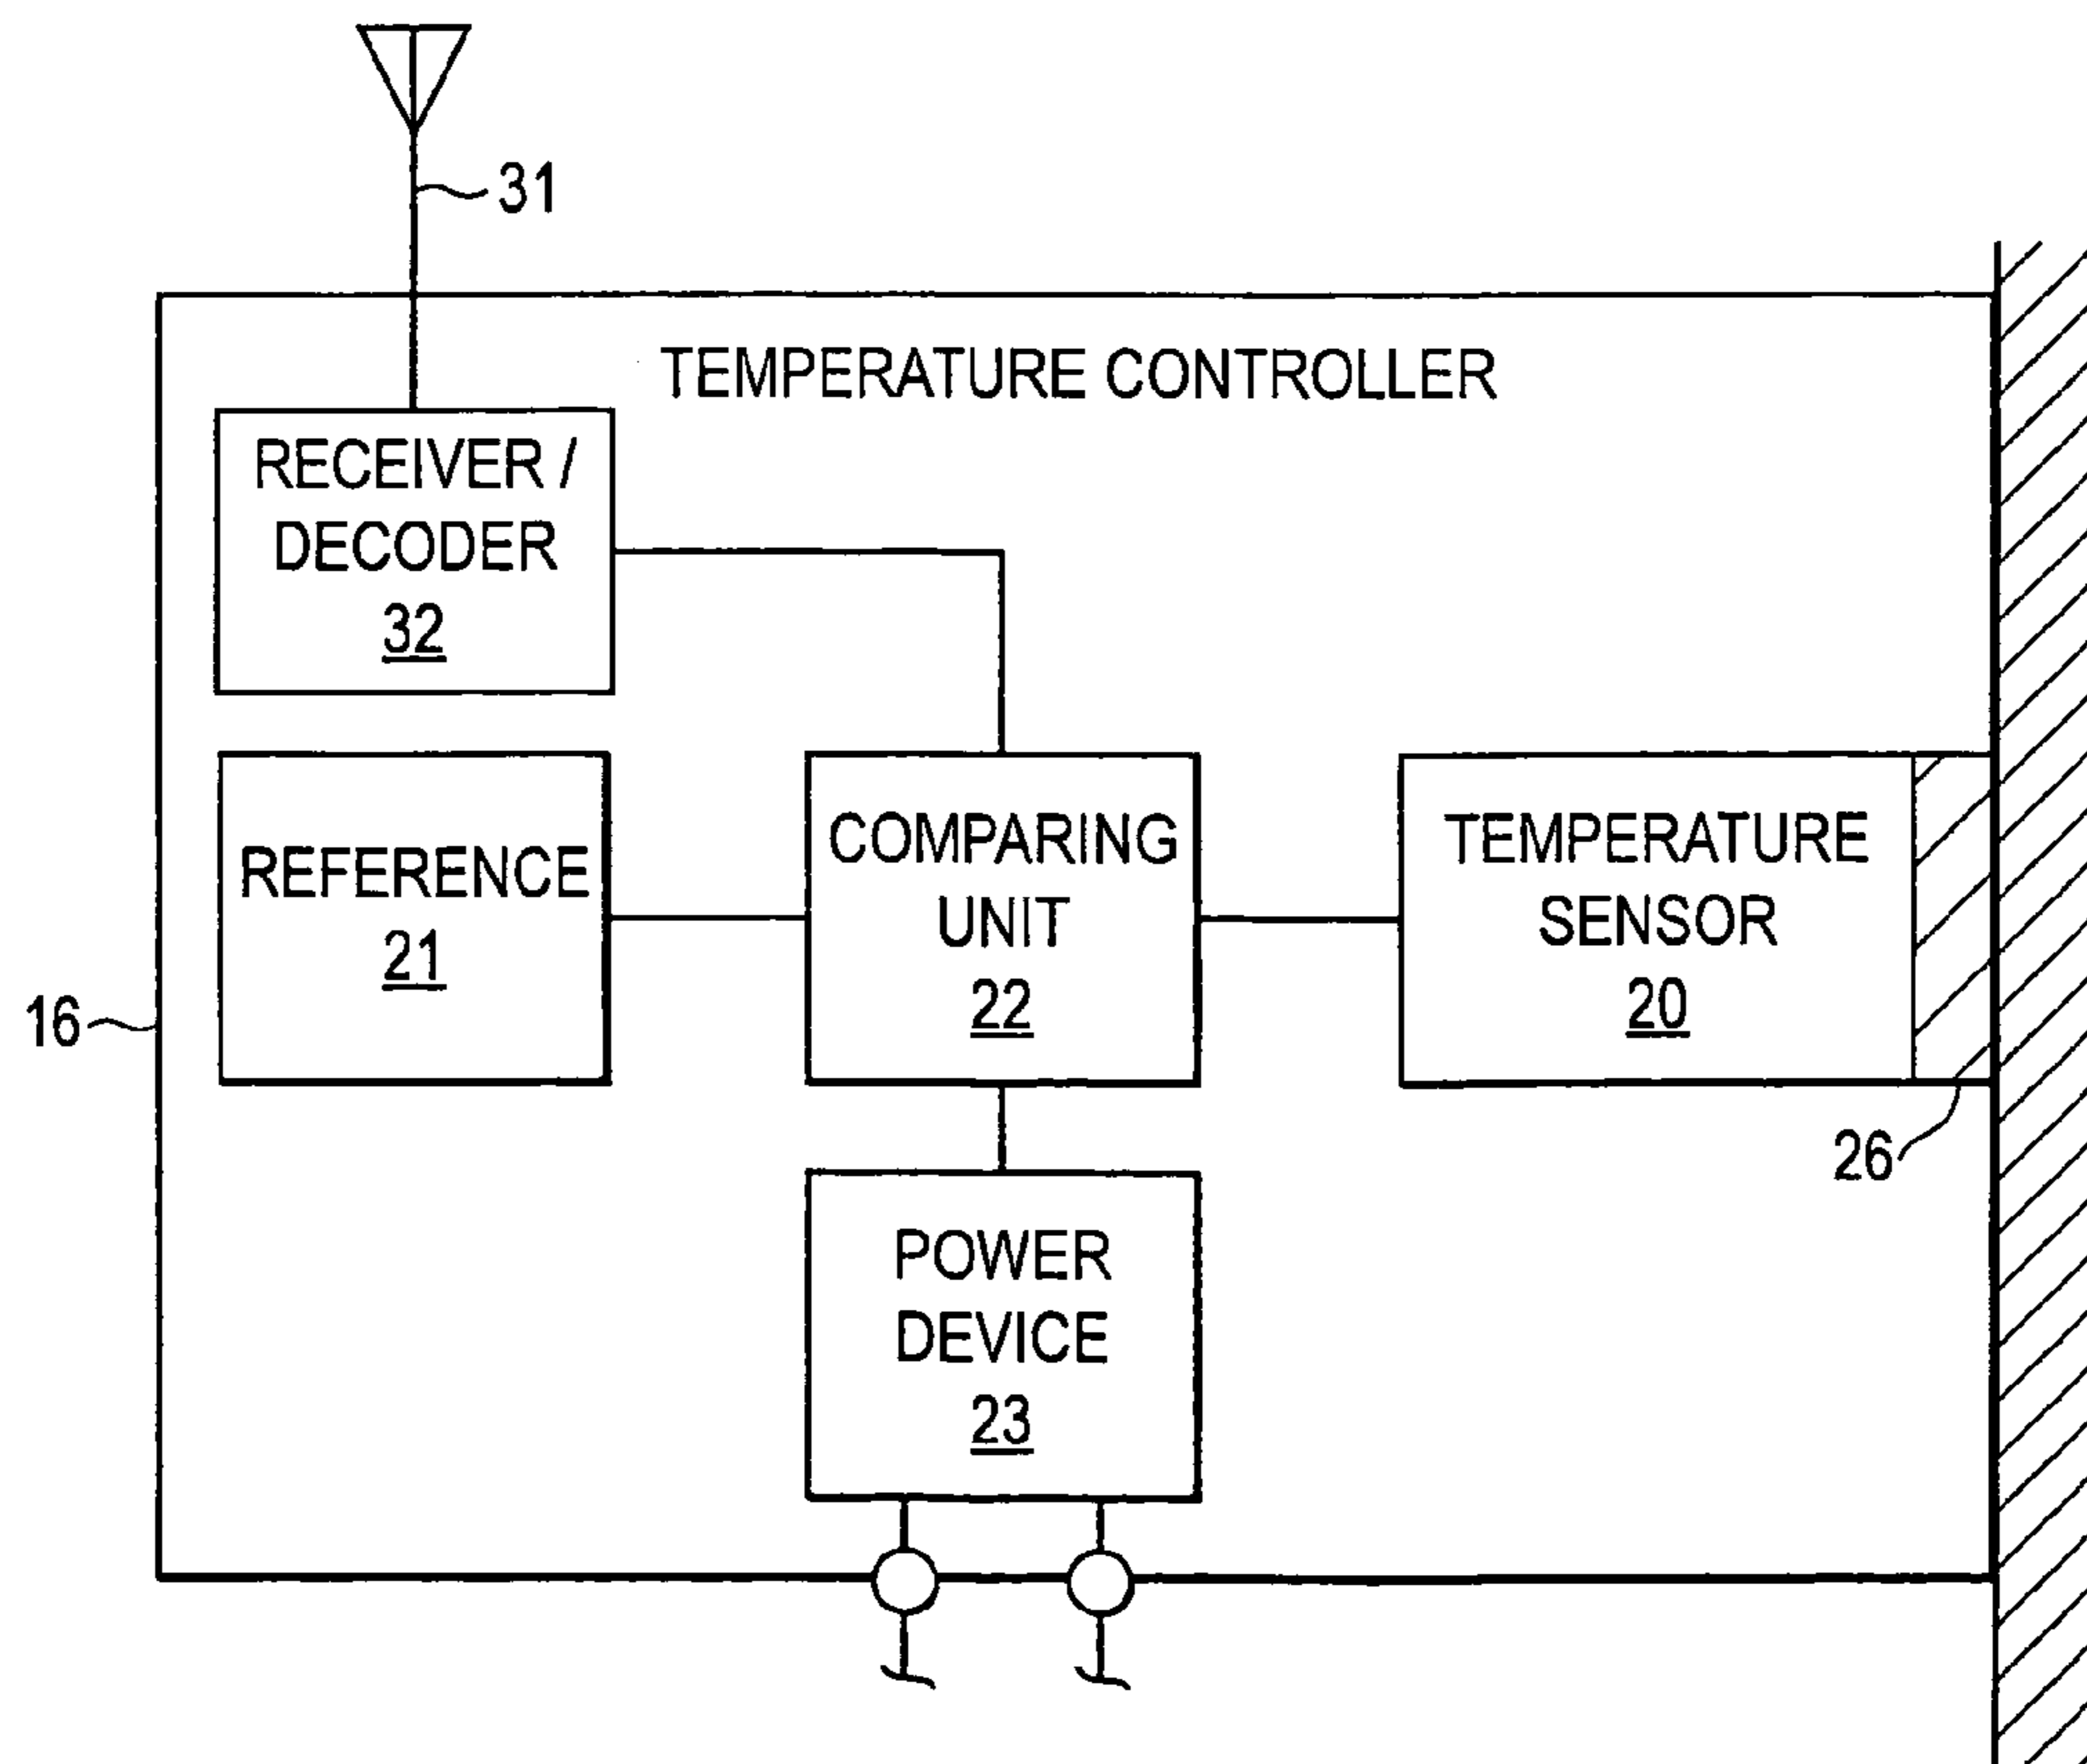 31
TEMPERATURE CONTROLLER
RECEIVER /
DECODER
32
REFERENCE
21
COMPARING
UNIT
22
TEMPERATURE
SENSOR
20
16
26
POWER
DEVICE
23